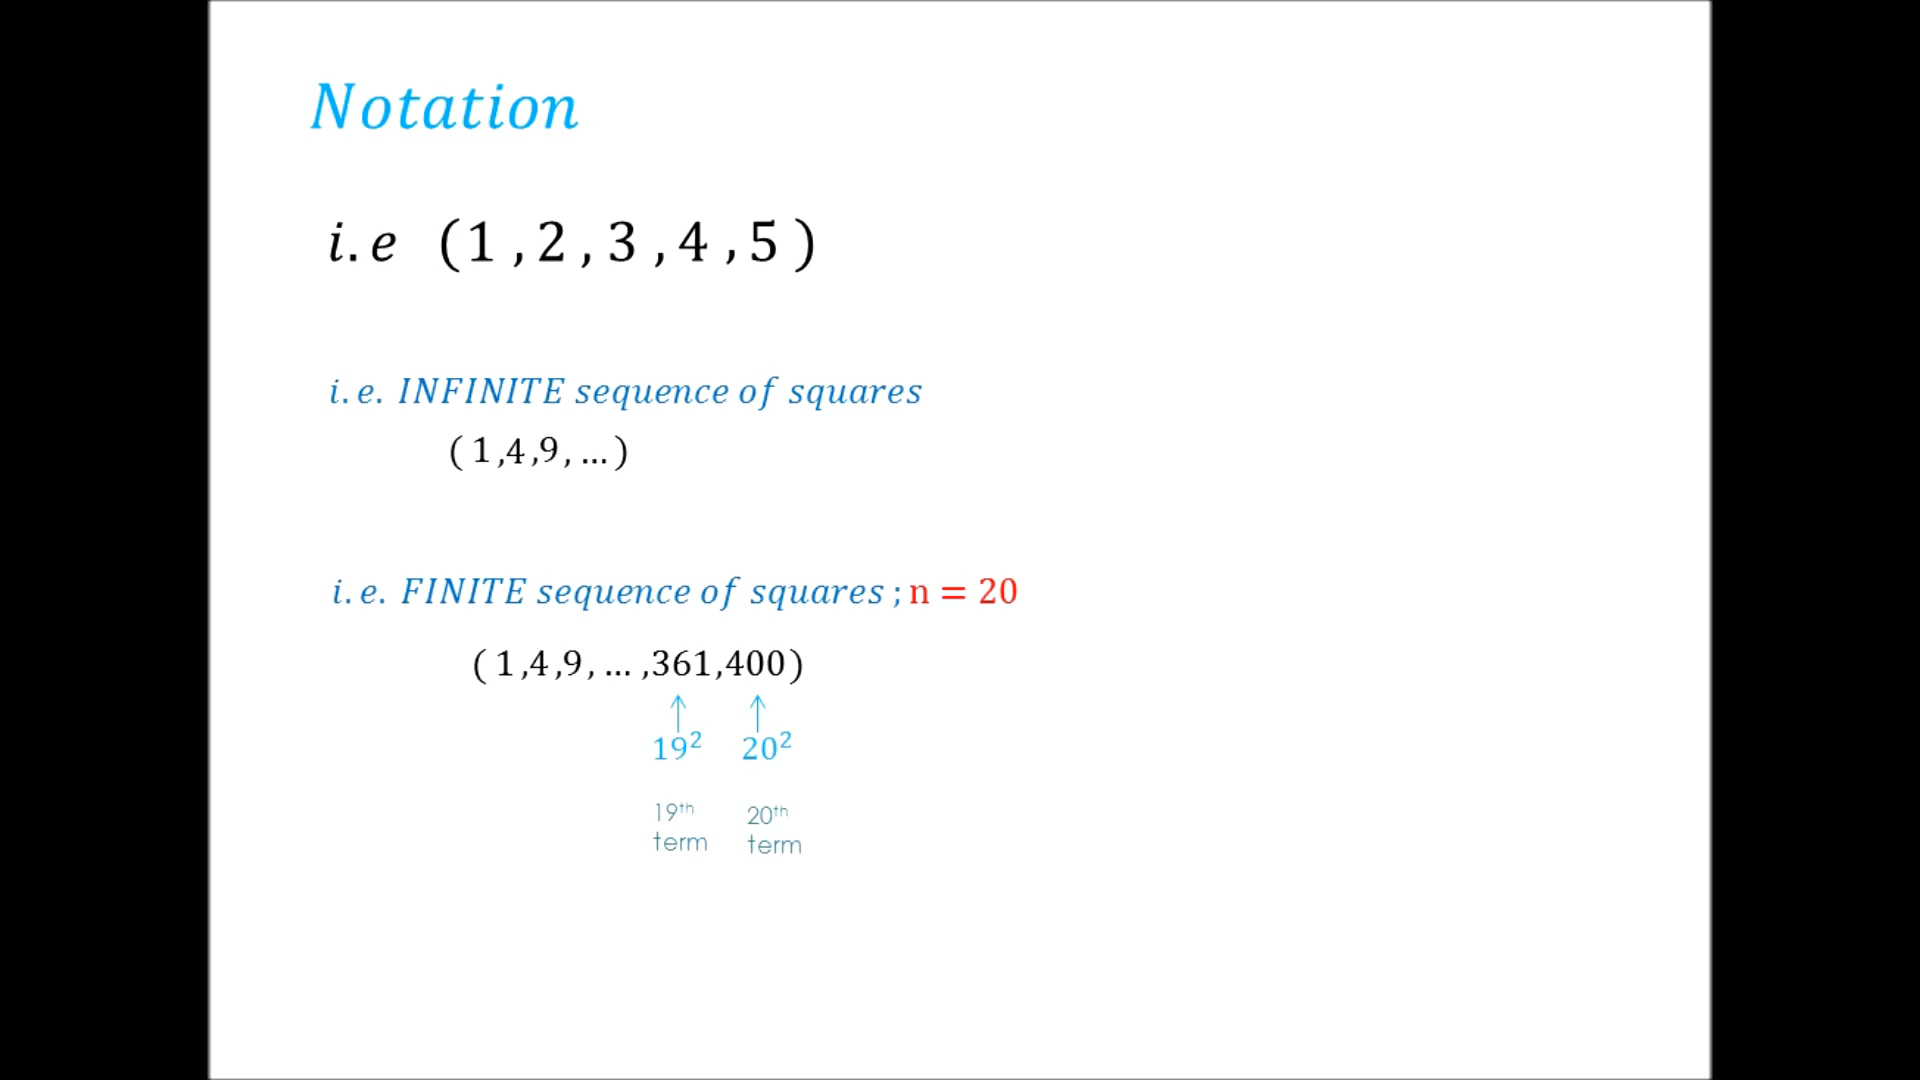 Notation
i.e (1 ,2 ,3 ,4 ,5 )
i.e. INFINITE sequence of squares
( 1 ,4 ,9 , ... )
i.e. FINITE sequence of squares ; n = 20
( 1 ,4 ,9 , ... ,361 ,400 )
↑ ↑
19² 20²
19th 20th
term term